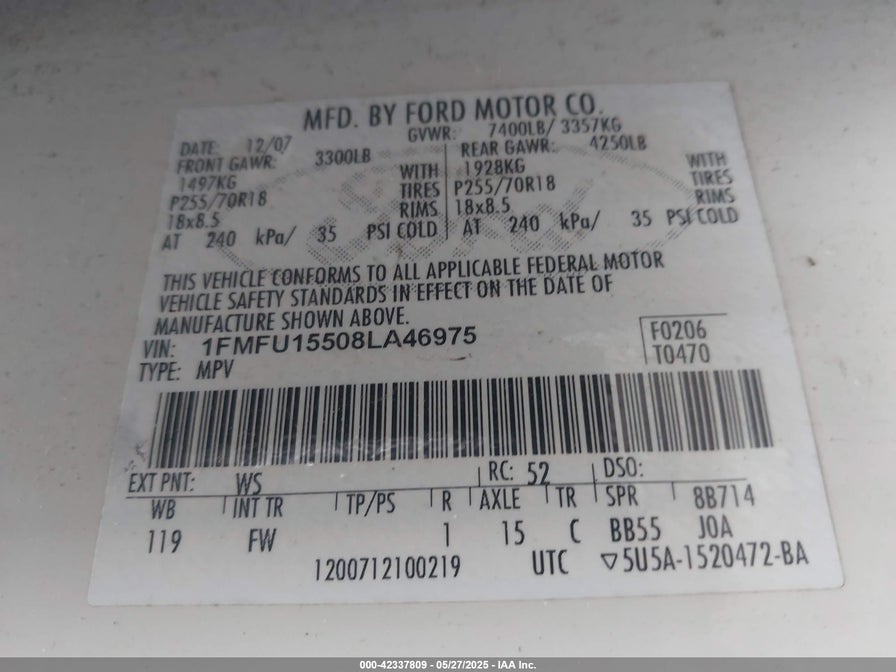 MFD. BY FORD MOTOR CO.
DATE: 12/07 GVWR: 7400LB/ 3357KG
FRONT GAWR: 3300LB REAR GAWR: 4250LB
1497KG WITH 1928KG WITH
P255/70R18 TIRES P255/70R18 TIRES
18x8.5 RIMS 18x8.5 RIMS
AT 240 kPa/ 35 PSI COLD AT 240 kPa/ 35 PSI COLD
THIS VEHICLE CONFORMS TO ALL APPLICABLE FEDERAL MOTOR
VEHICLE SAFETY STANDARDS IN EFFECT ON THE DATE OF
MANUFACTURE SHOWN ABOVE.
VIN: 1FMFU15508LA46975 F0206
TYPE: MPV T0470
EXT PNT: WS RC: 52 DSO:
WB INT TR TP/PS R AXLE TR SPR 8B714
119 FW 1 15 C BB55 J0A
1200712100219 UTC ▽5U5A-1520472-BA
Ford
000-42337809 - 05/27/2025 - IAA Inc.